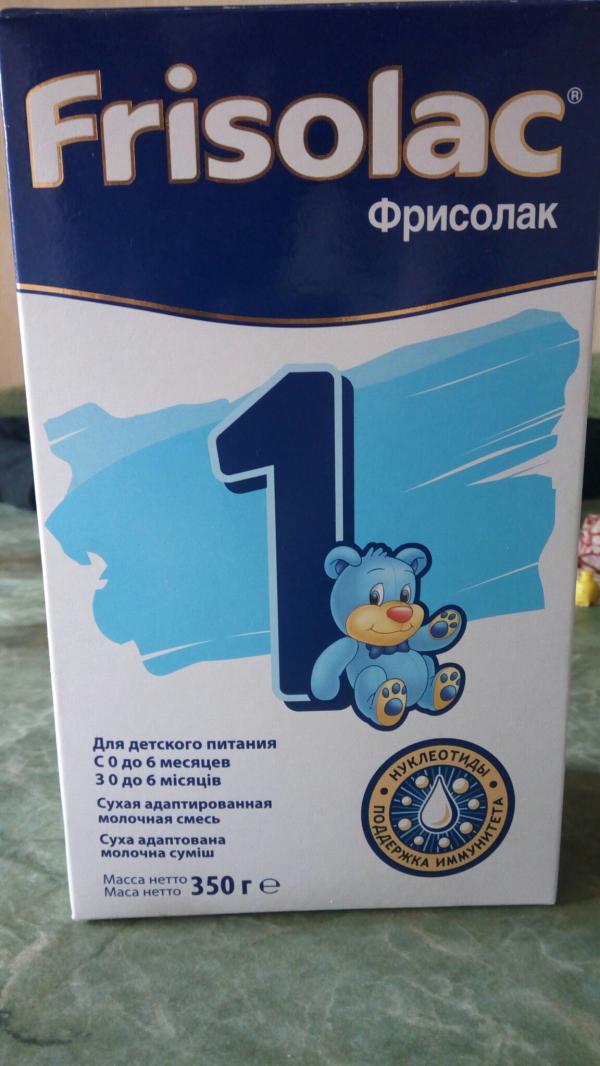 Frisolac®
Фрисолак
1
Для детского питания
С 0 до 6 месяцев
З 0 до 6 місяців
Сухая адаптированная
молочная смесь
Суха адаптована
молочна суміш
Масса нетто
Маса нетто
350 г ℮
• НУКЛЕОТИДЫ •
ПОДДЕРЖКА ИММУНИТЕТА